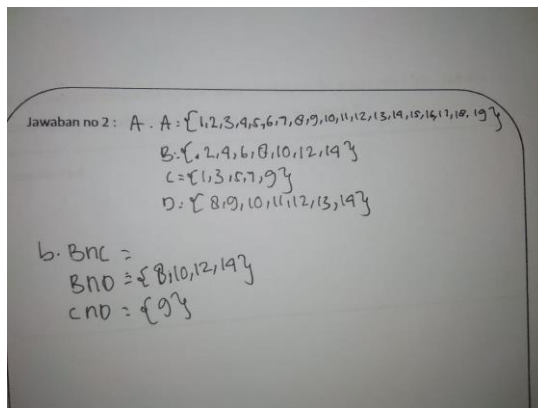 Jawaban no 2 : A. A = {1,2,3,4,5,6,7,8,9,10,11,12,13,14,15,16,17,18,19}
B = {2,4,6,8,10,12,14}
C = {1,3,5,7,9}
D = {8,9,10,11,12,13,14}
b. B∩C =
B∩D = {8,10,12,14}
C∩D = {9}